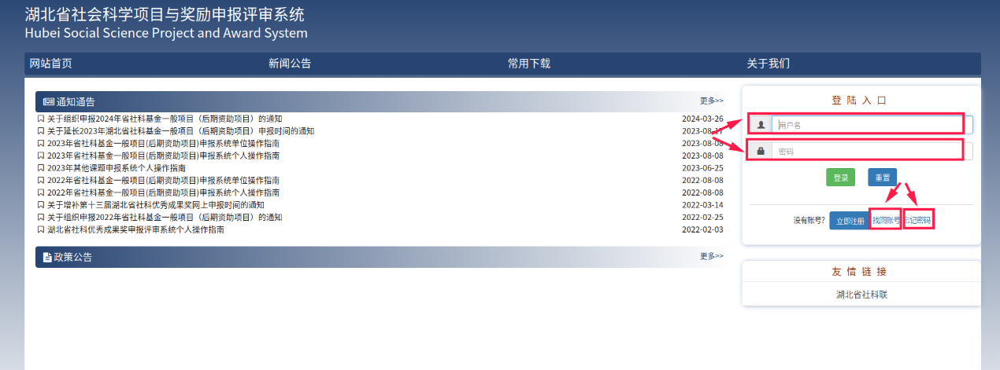 湖北省社会科学项目与奖励申报评审系统
Hubei Social Science Project and Award System
网站首页 新闻公告 常用下载 关于我们
通知通告 更多>>
关于组织申报2024年省社科基金一般项目（后期资助项目）的通知 2024-03-26
关于延长2023年湖北省社科基金一般项目（后期资助项目）申报时间的通知 2023-08-17
2023年省社科基金一般项目(后期资助项目)申报系统单位操作指南 2023-08-08
2023年省社科基金一般项目(后期资助项目)申报系统个人操作指南 2023-08-08
2023年其他课题申报系统个人操作指南 2023-06-25
2022年省社科基金一般项目(后期资助项目)申报系统单位操作指南 2022-08-08
2022年省社科基金一般项目(后期资助项目)申报系统个人操作指南 2022-08-08
关于增补第十三届湖北省社科优秀成果奖网上申报时间的通知 2022-03-14
关于组织申报2022年省社科基金一般项目（后期资助项目）的通知 2022-02-25
湖北省社科优秀成果奖申报评审系统个人操作指南 2022-02-03
政策公告 更多>>
登陆入口
用户名
密码
登录 重置
没有账号？ 立即注册 找回账号 忘记密码
友情链接
湖北省社科联